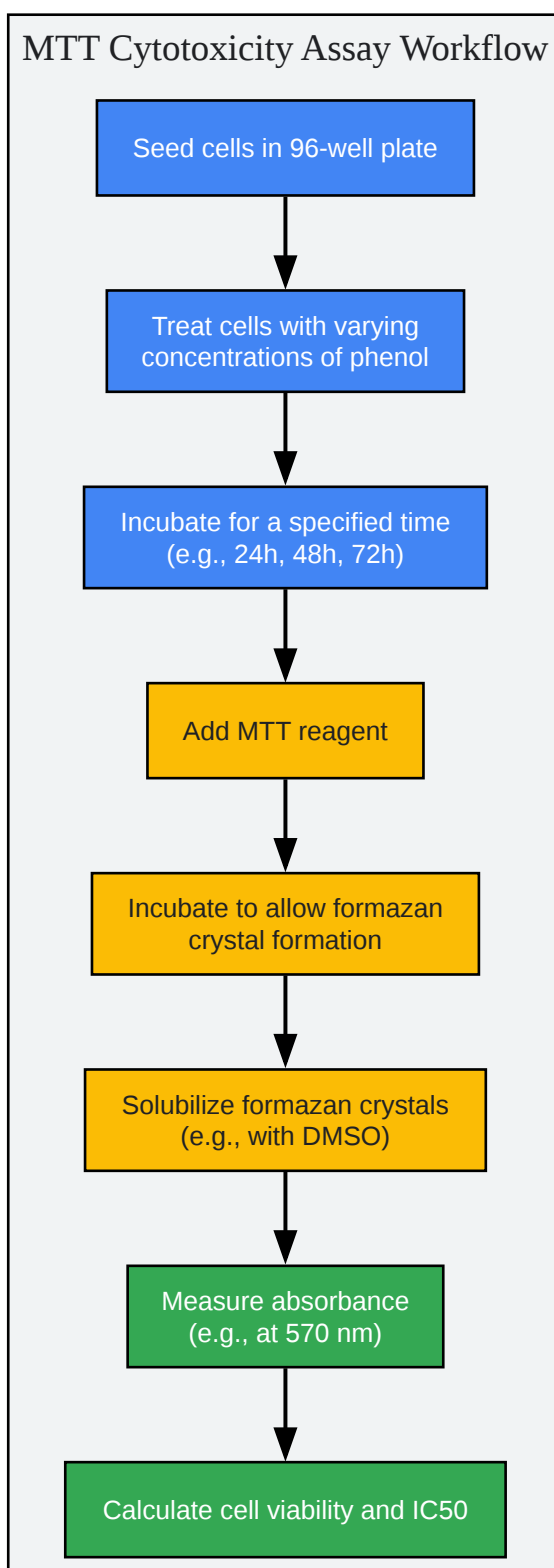 MTT Cytotoxicity Assay Workflow
Seed cells in 96-well plate
Treat cells with varying
concentrations of phenol
Incubate for a specified time
(e.g., 24h, 48h, 72h)
Add MTT reagent
Incubate to allow formazan
crystal formation
Solubilize formazan crystals
(e.g., with DMSO)
Measure absorbance
(e.g., at 570 nm)
Calculate cell viability and IC50